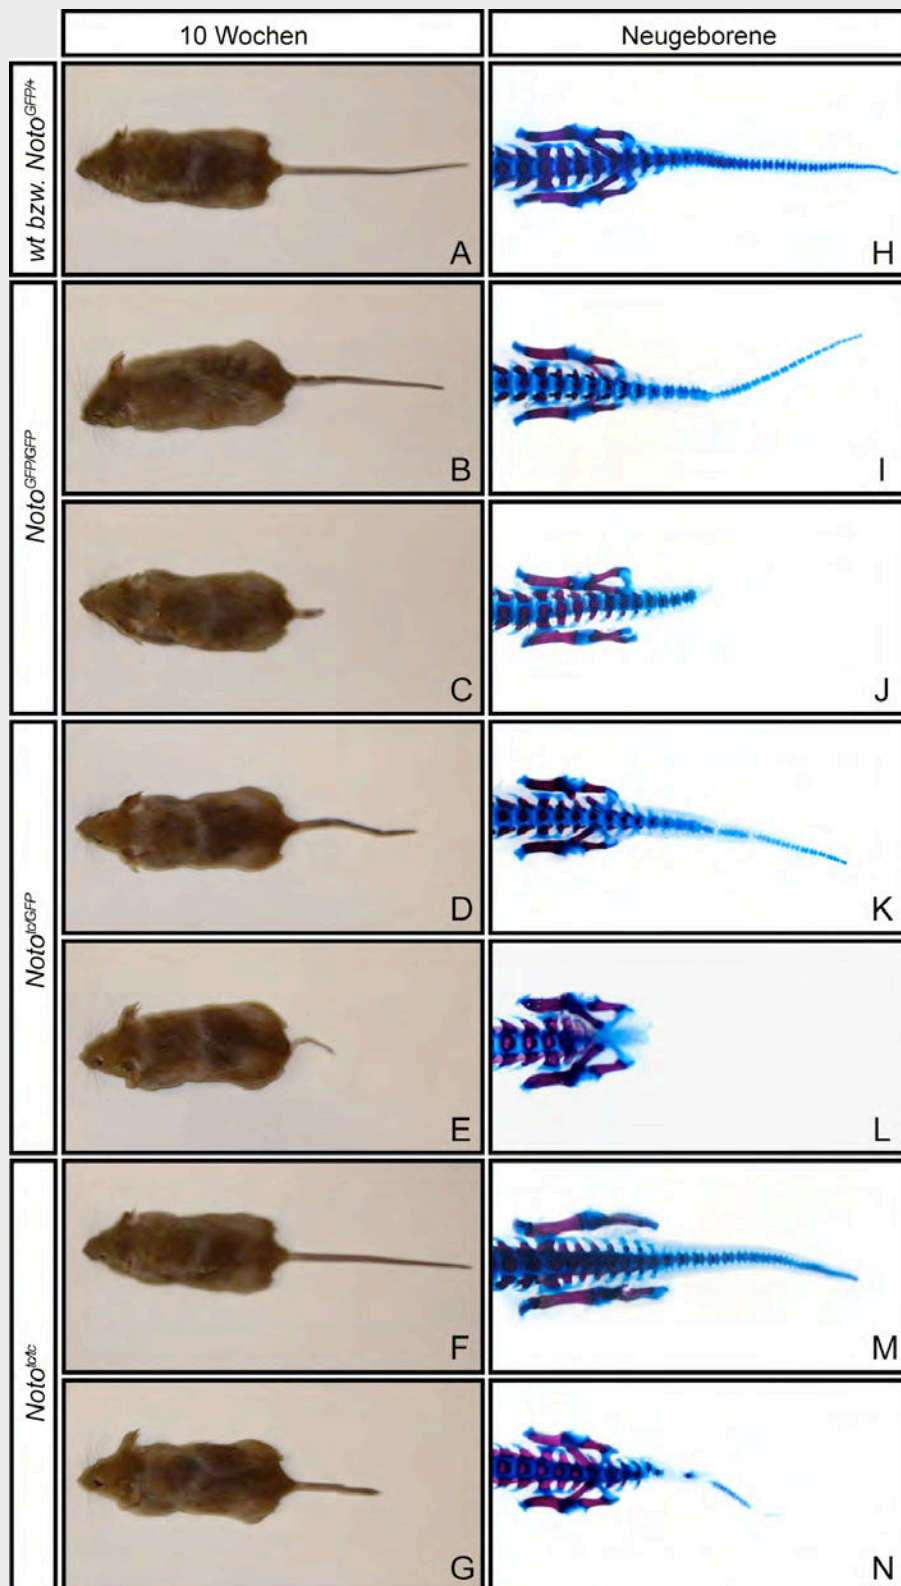 10 Wochen
Neugeborene
wt bzw. Noto^GFP/+
A
H
Noto^GFP/GFP
B
I
C
J
Noto^tc/GFP
D
K
E
L
Noto^tc/tc
F
M
G
N